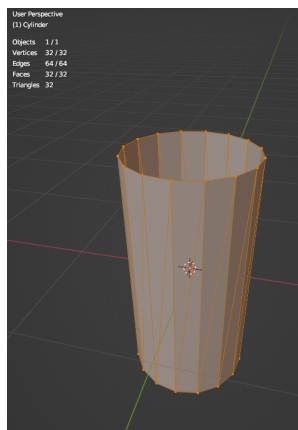 User Perspective
(1) Cylinder
Objects 1/1
Vertices 32/32
Edges 64/64
Faces 32/32
Triangles 32